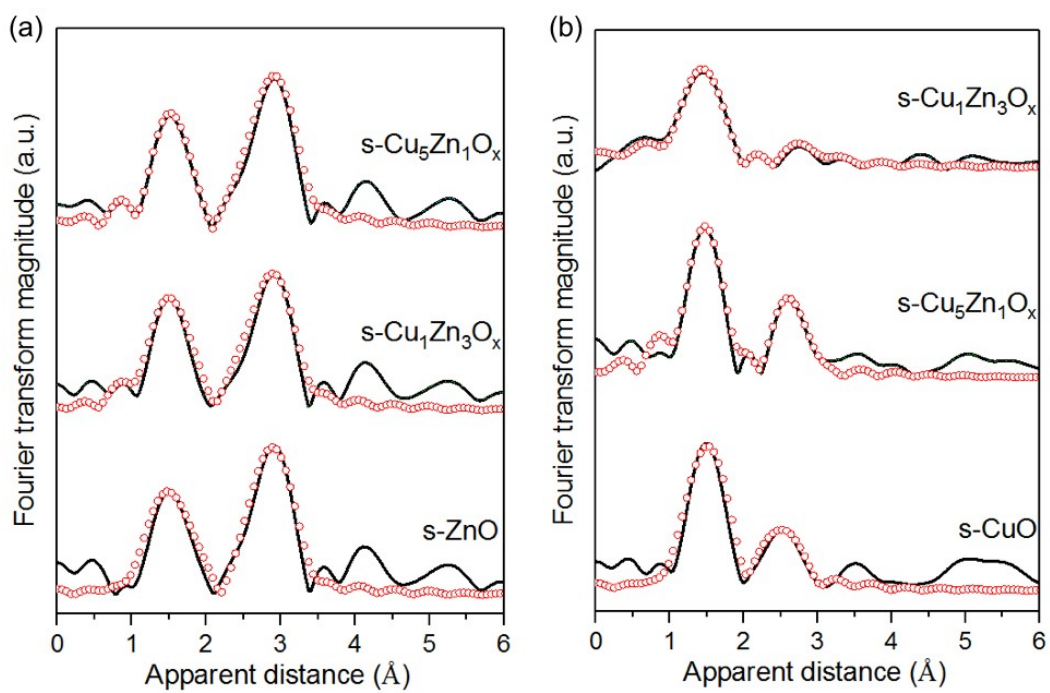 (a)
Fourier transform magnitude (a.u.)
s-Cu₅Zn₁Oₓ
s-Cu₁Zn₃Oₓ
s-ZnO
0 1 2 3 4 5 6
Apparent distance (Å)
(b)
Fourier transform magnitude (a.u.)
s-Cu₁Zn₃Oₓ
s-Cu₅Zn₁Oₓ
s-CuO
0 1 2 3 4 5 6
Apparent distance (Å)